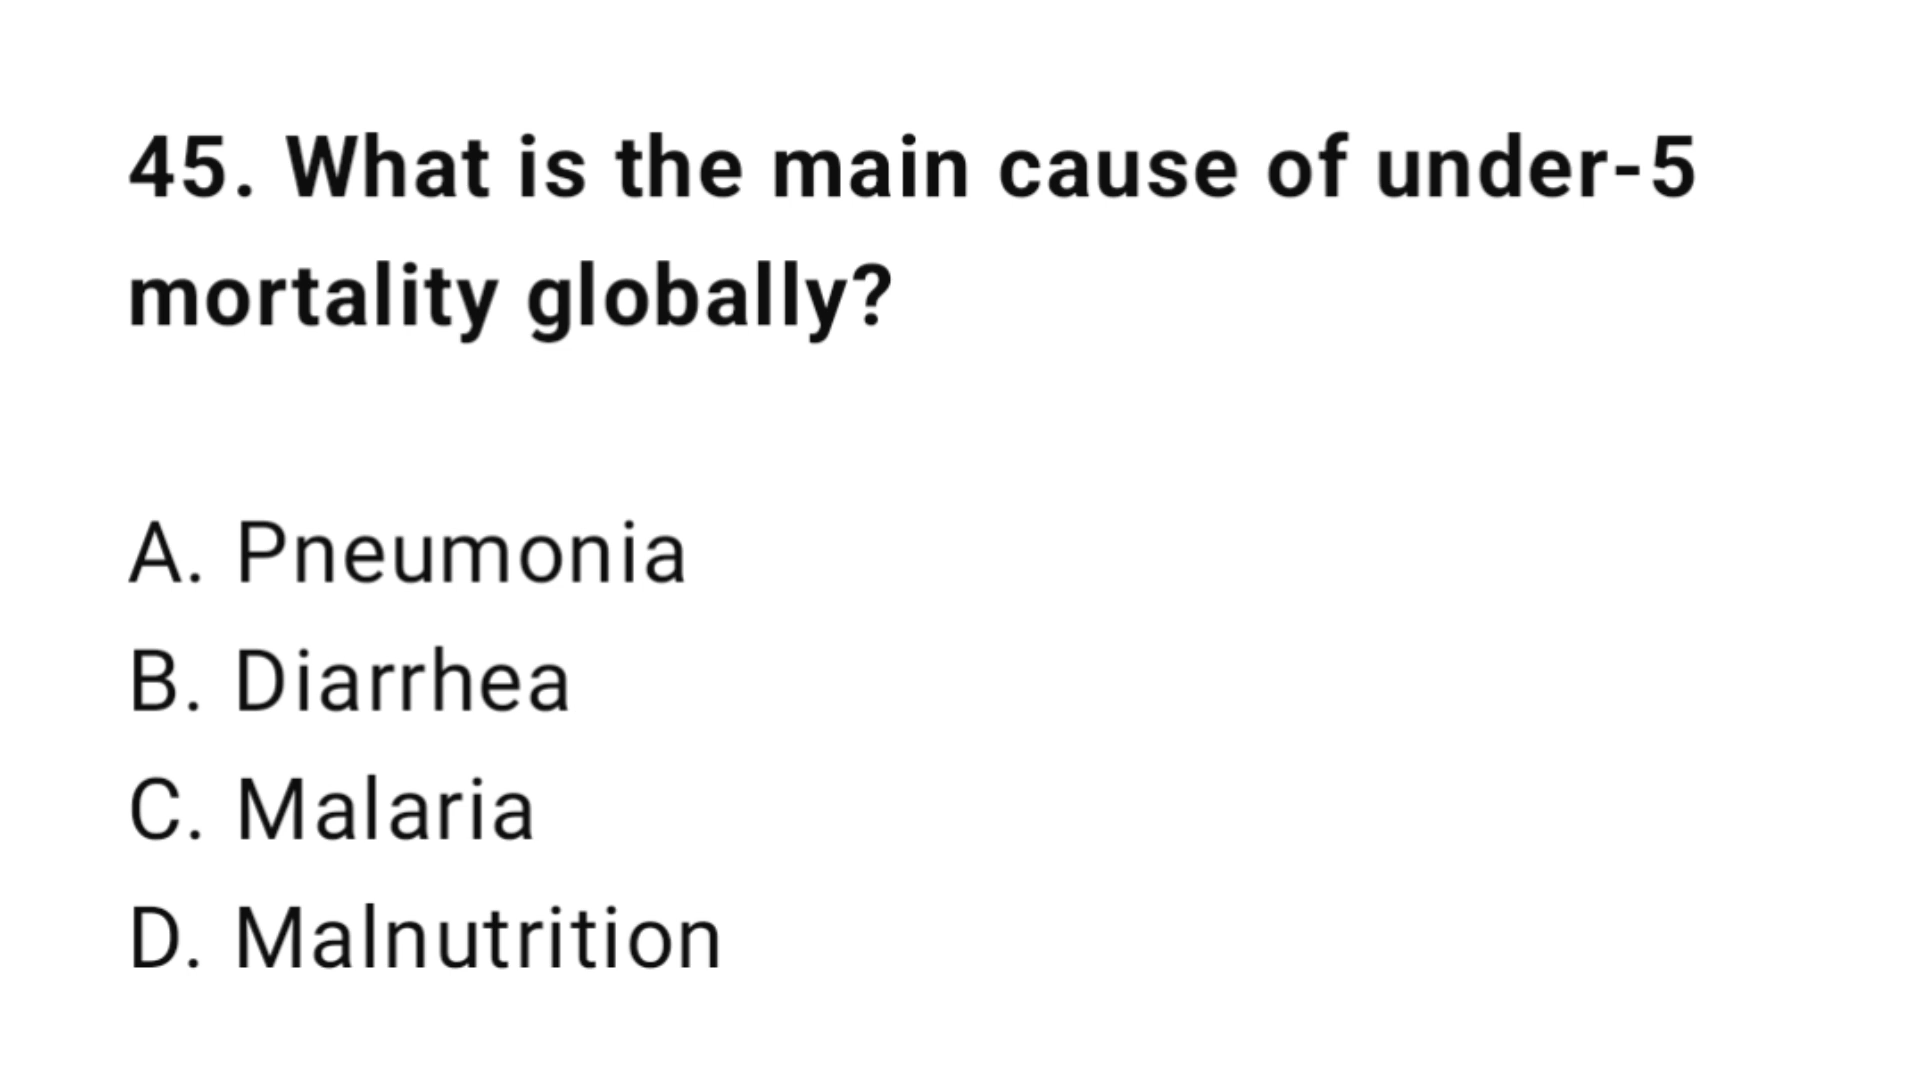 45. What is the main cause of under-5
mortality globally?
A. Pneumonia
B. Diarrhea
C. Malaria
D. Malnutrition